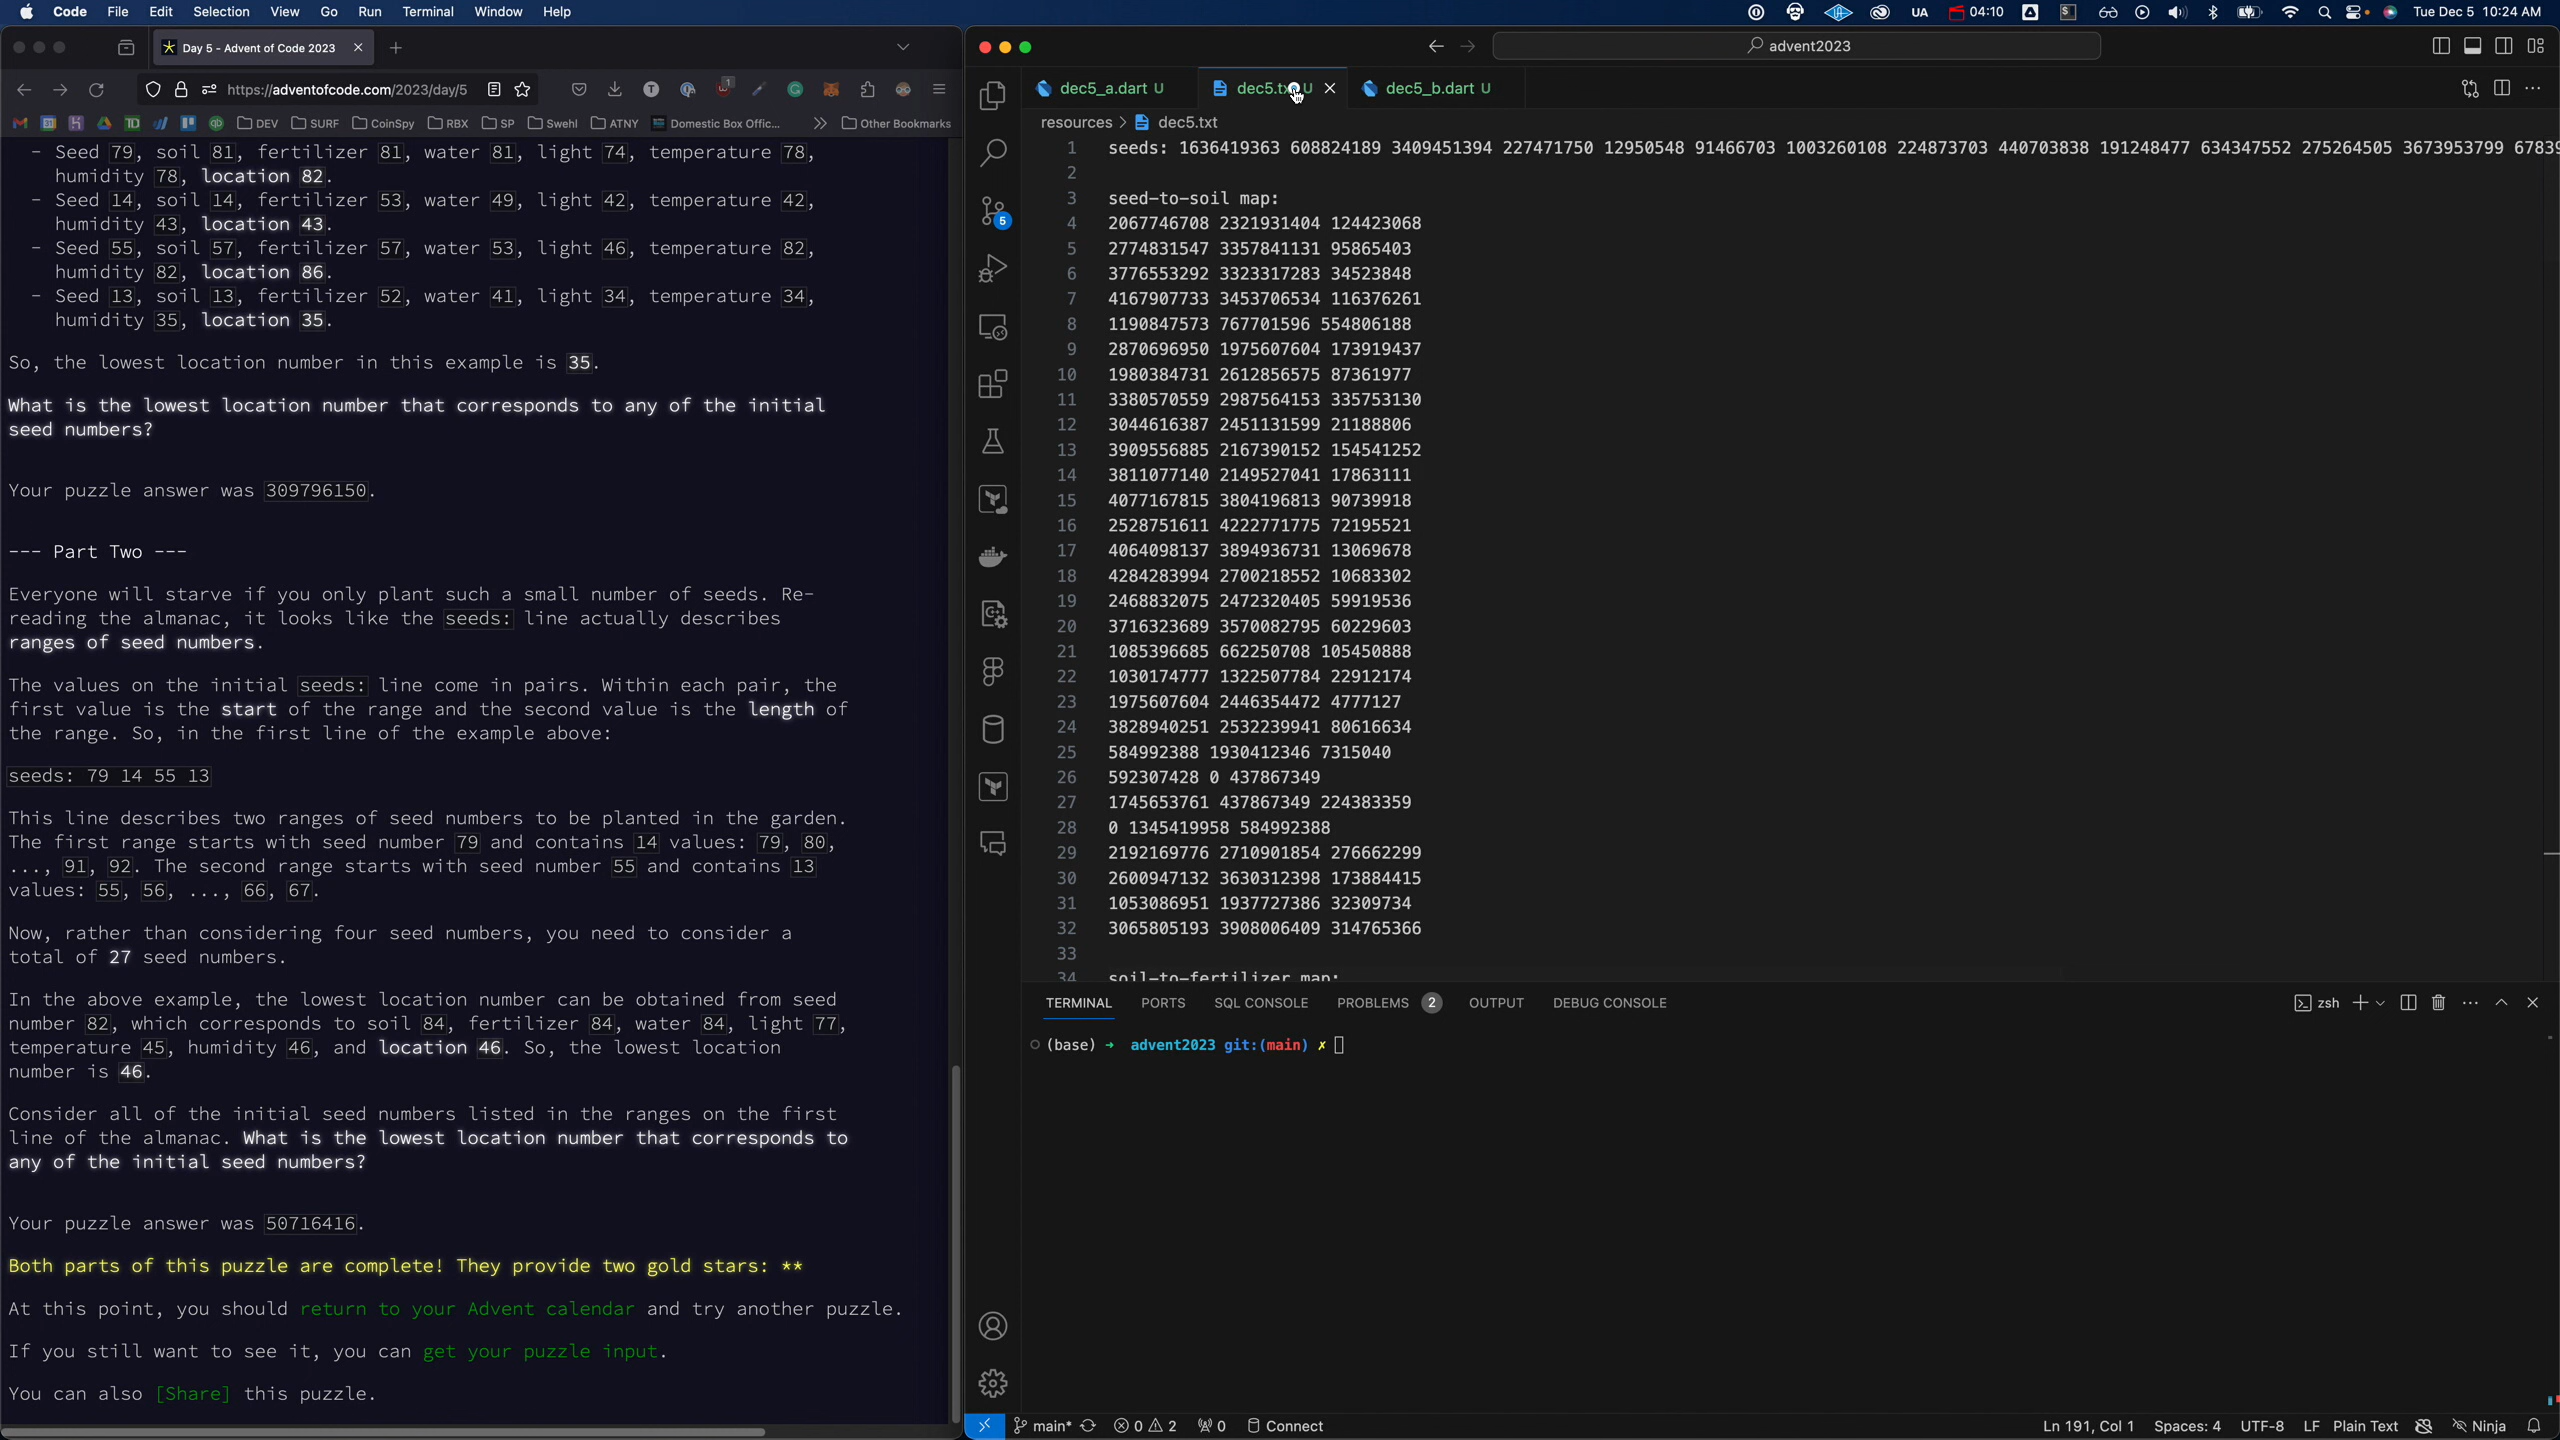 Code File Edit Selection View Go Run Terminal Window Help
UA 04:10 Tue Dec 5 10:24 AM
Day 5 - Advent of Code 2023
https://adventofcode.com/2023/day/5
DEV SURF CoinSpy RBX SP Swehl ATNY Domestic Box Offic... Other Bookmarks
- Seed 79, soil 81, fertilizer 81, water 81, light 74, temperature 78,
humidity 78, location 82.
- Seed 14, soil 14, fertilizer 53, water 49, light 42, temperature 42,
humidity 43, location 43.
- Seed 55, soil 57, fertilizer 57, water 53, light 46, temperature 82,
humidity 82, location 86.
- Seed 13, soil 13, fertilizer 52, water 41, light 34, temperature 34,
humidity 35, location 35.
So, the lowest location number in this example is 35.
What is the lowest location number that corresponds to any of the initial
seed numbers?
Your puzzle answer was 309796150.
--- Part Two ---
Everyone will starve if you only plant such a small number of seeds. Re-
reading the almanac, it looks like the seeds: line actually describes
ranges of seed numbers.
The values on the initial seeds: line come in pairs. Within each pair, the
first value is the start of the range and the second value is the length of
the range. So, in the first line of the example above:
seeds: 79 14 55 13
This line describes two ranges of seed numbers to be planted in the garden.
The first range starts with seed number 79 and contains 14 values: 79, 80,
..., 91, 92. The second range starts with seed number 55 and contains 13
values: 55, 56, ..., 66, 67.
Now, rather than considering four seed numbers, you need to consider a
total of 27 seed numbers.
In the above example, the lowest location number can be obtained from seed
number 82, which corresponds to soil 84, fertilizer 84, water 84, light 77,
temperature 45, humidity 46, and location 46. So, the lowest location
number is 46.
Consider all of the initial seed numbers listed in the ranges on the first
line of the almanac. What is the lowest location number that corresponds to
any of the initial seed numbers?
Your puzzle answer was 50716416.
Both parts of this puzzle are complete! They provide two gold stars: **
At this point, you should return to your Advent calendar and try another puzzle.
If you still want to see it, you can get your puzzle input.
You can also [Share] this puzzle.
advent2023
dec5_a.dart U dec5.tx U dec5_b.dart U
resources > dec5.txt
1 seeds: 1636419363 608824189 3409451394 227471750 12950548 91466703 1003260108 224873703 440703838 191248477 634347552 275264505 3673953799 6783
2
3 seed-to-soil map:
4 2067746708 2321931404 124423068
5 2774831547 3357841131 95865403
6 3776553292 3323317283 34523848
7 4167907733 3453706534 116376261
8 1190847573 767701596 554806188
9 2870696950 1975607604 173919437
10 1980384731 2612856575 87361977
11 3380570559 2987564153 335753130
12 3044616387 2451131599 21188806
13 3909556885 2167390152 154541252
14 3811077140 2149527041 17863111
15 4077167815 3804196813 90739918
16 2528751611 4222771775 72195521
17 4064098137 3894936731 13069678
18 4284283994 2700218552 10683302
19 2468832075 2472320405 59919536
20 3716323689 3570082795 60229603
21 1085396685 662250708 105450888
22 1030174777 1322507784 22912174
23 1975607604 2446354472 4777127
24 3828940251 2532239941 80616634
25 584992388 1930412346 7315040
26 592307428 0 437867349
27 1745653761 437867349 224383359
28 0 1345419958 584992388
29 2192169776 2710901854 276662299
30 2600947132 3630312398 173884415
31 1053086951 1937727386 32309734
32 3065805193 3908006409 314765366
33
34 soil-to-fertilizer map:
5
TERMINAL PORTS SQL CONSOLE PROBLEMS 2 OUTPUT DEBUG CONSOLE
zsh
(base) → advent2023 git:(main) ✗
main* 0 2 0 Connect
Ln 191, Col 1 Spaces: 4 UTF-8 LF Plain Text Ninja